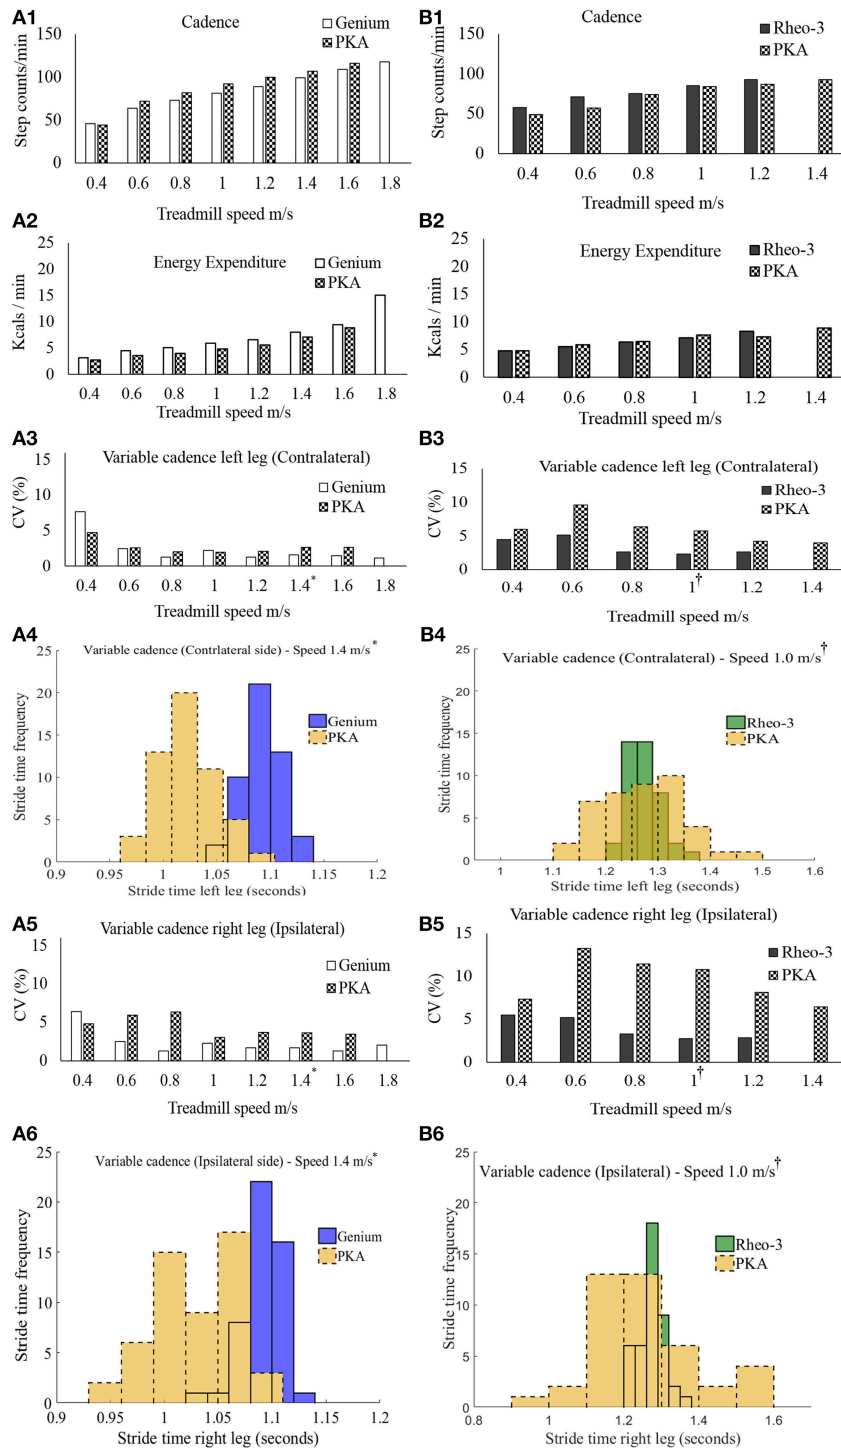 A1
Cadence
Genium
PKA
Step counts/min
150
100
50
0
0.4 0.6 0.8 1 1.2 1.4 1.6 1.8
Treadmill speed m/s
B1
Cadence
Rheo-3
PKA
Step counts/min
150
100
50
0
0.4 0.6 0.8 1 1.2 1.4
Treadmill speed m/s
A2
Energy Expenditure
Genium
PKA
Kcals / min
25
20
15
10
5
0
0.4 0.6 0.8 1 1.2 1.4 1.6 1.8
Treadmill speed m/s
B2
Energy Expenditure
Rheo-3
PKA
Kcals / min
25
20
15
10
5
0
0.4 0.6 0.8 1 1.2 1.4
Treadmill speed m/s
A3
Variable cadence left leg (Contralateral)
Genium
PKA
CV (%)
15
10
5
0
0.4 0.6 0.8 1 1.2 1.4* 1.6 1.8
Treadmill speed m/s
B3
Variable cadence left leg (Contralateral)
Rheo-3
PKA
CV (%)
15
10
5
0
0.4 0.6 0.8 1† 1.2 1.4
Treadmill speed m/s
A4
Variable cadence (Contrlateral side) - Speed 1.4 m/s*
Genium
PKA
Stride time frequency
25
20
15
10
5
0
0.9 0.95 1 1.05 1.1 1.15 1.2
Stride time left leg (seconds)
B4
Variable cadence (Contralateral) - Speed 1.0 m/s†
Rheo-3
PKA
Stride time frequency
25
20
15
10
5
0
1 1.1 1.2 1.3 1.4 1.5 1.6
Stride time left leg (seconds)
A5
Variable cadence right leg (Ipsilateral)
Genium
PKA
CV (%)
15
10
5
0
0.4 0.6 0.8 1 1.2 1.4* 1.6 1.8
Treadmill speed m/s
B5
Variable cadence right leg (Ipsilateral)
Rheo-3
PKA
CV (%)
15
10
5
0
0.4 0.6 0.8 1† 1.2 1.4
Treadmill speed m/s
A6
Variable cadence (Ipsilateral side) - Speed 1.4 m/s*
Genium
PKA
Stride time frequency
25
20
15
10
5
0
0.9 0.95 1 1.05 1.1 1.15 1.2
Stride time right leg (seconds)
B6
Variable cadence (Ipsilateral) - Speed 1.0 m/s†
Rheo-3
PKA
Stride time frequency
25
20
15
10
5
0
0.8 1 1.2 1.4 1.6
Stride time right leg (seconds)